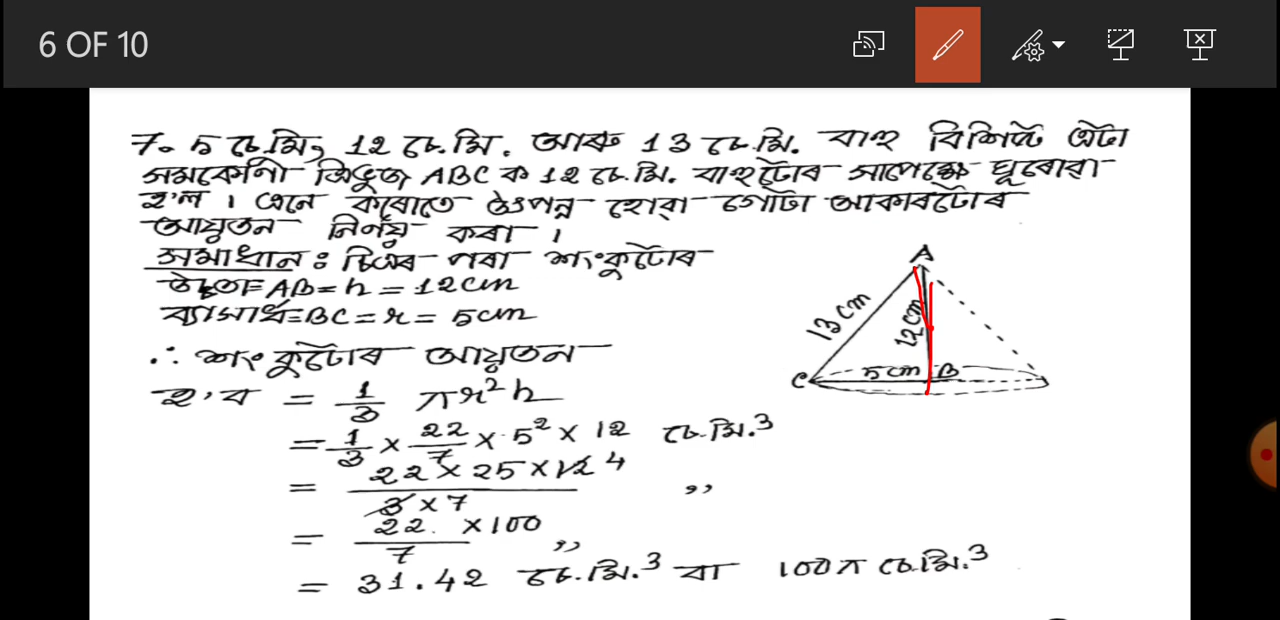 6 OF 10
7. 5 চে.মি, 12 চে.মি. আৰু 13 চে.মি. বাহু বিশিষ্ট এটা
সমকোণী ত্ৰিভুজ ABC ক 12 চে.মি. বাহুটোৰ সাপেক্ষে ঘূৰোৱা
হ'ল। এনে কৰোতে উৎপন্ন হোৱা গোটা আকাৰটোৰ
আয়তন নিৰ্ণয় কৰা।
সমাধান: চিত্ৰৰ পৰা শংকুটোৰ
AB = h = 12 cm
ব্যাসাৰ্ধ = BC = r = 5cm
∴ শংকুটোৰ আয়তন
হ'ব = 1/3 πr²h
= 1/3 × 22/7 × 5² × 12 চে.মি.³
= 22 × 25 × 12 4 / 3 × 7 ,,
= 22 × 100 / 7 ,,
= 31.42 চে.মি.³ বা 100π চে.মি.³
A
13 cm
12 cm
C
5 cm
B